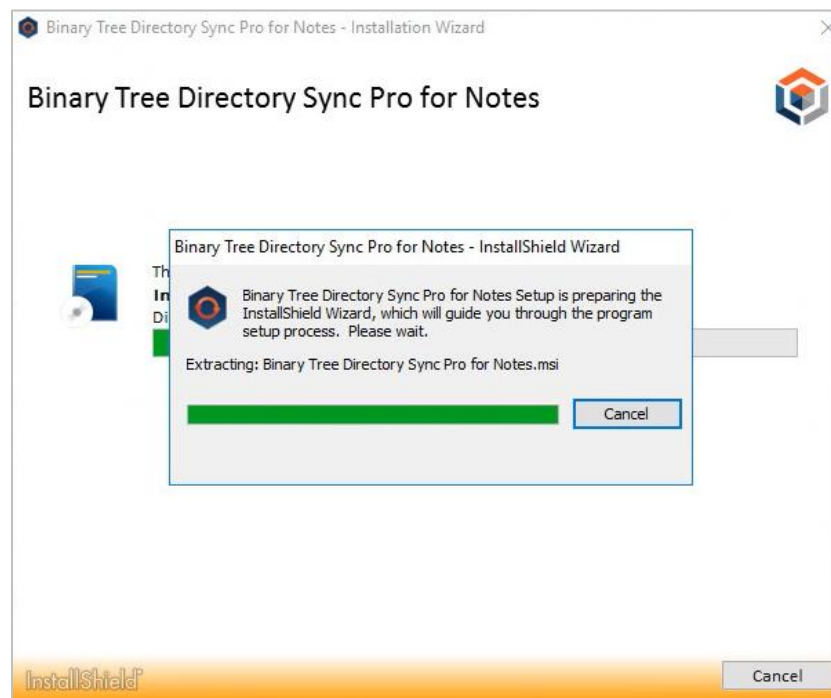 Binary Tree Directory Sync Pro for Notes - Installation Wizard
Binary Tree Directory Sync Pro for Notes
Binary Tree Directory Sync Pro for Notes - InstallShield Wizard
Th
In
Di
Binary Tree Directory Sync Pro for Notes Setup is preparing the
InstallShield Wizard, which will guide you through the program
setup process. Please wait.
Extracting: Binary Tree Directory Sync Pro for Notes.msi
Cancel
InstallShield
Cancel